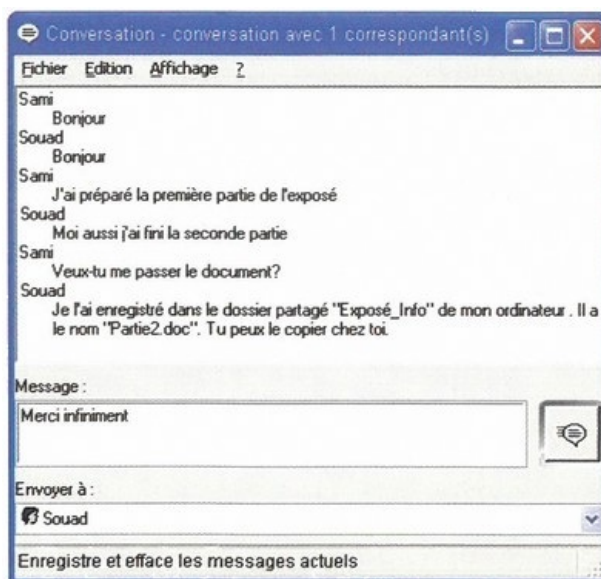 Conversation - conversation avec 1 correspondant(s)
Fichier Edition Affichage ?
Sami
Bonjour
Souad
Bonjour
Sami
J'ai préparé la première partie de l'exposé
Souad
Moi aussi j'ai fini la seconde partie
Sami
Veux-tu me passer le document?
Souad
Je l'ai enregistré dans le dossier partagé "Exposé_Info" de mon ordinateur . Il a
le nom "Partie2.doc". Tu peux le copier chez toi.
Message :
Merci infiniment
Envoyer à :
Souad
Enregistre et efface les messages actuels